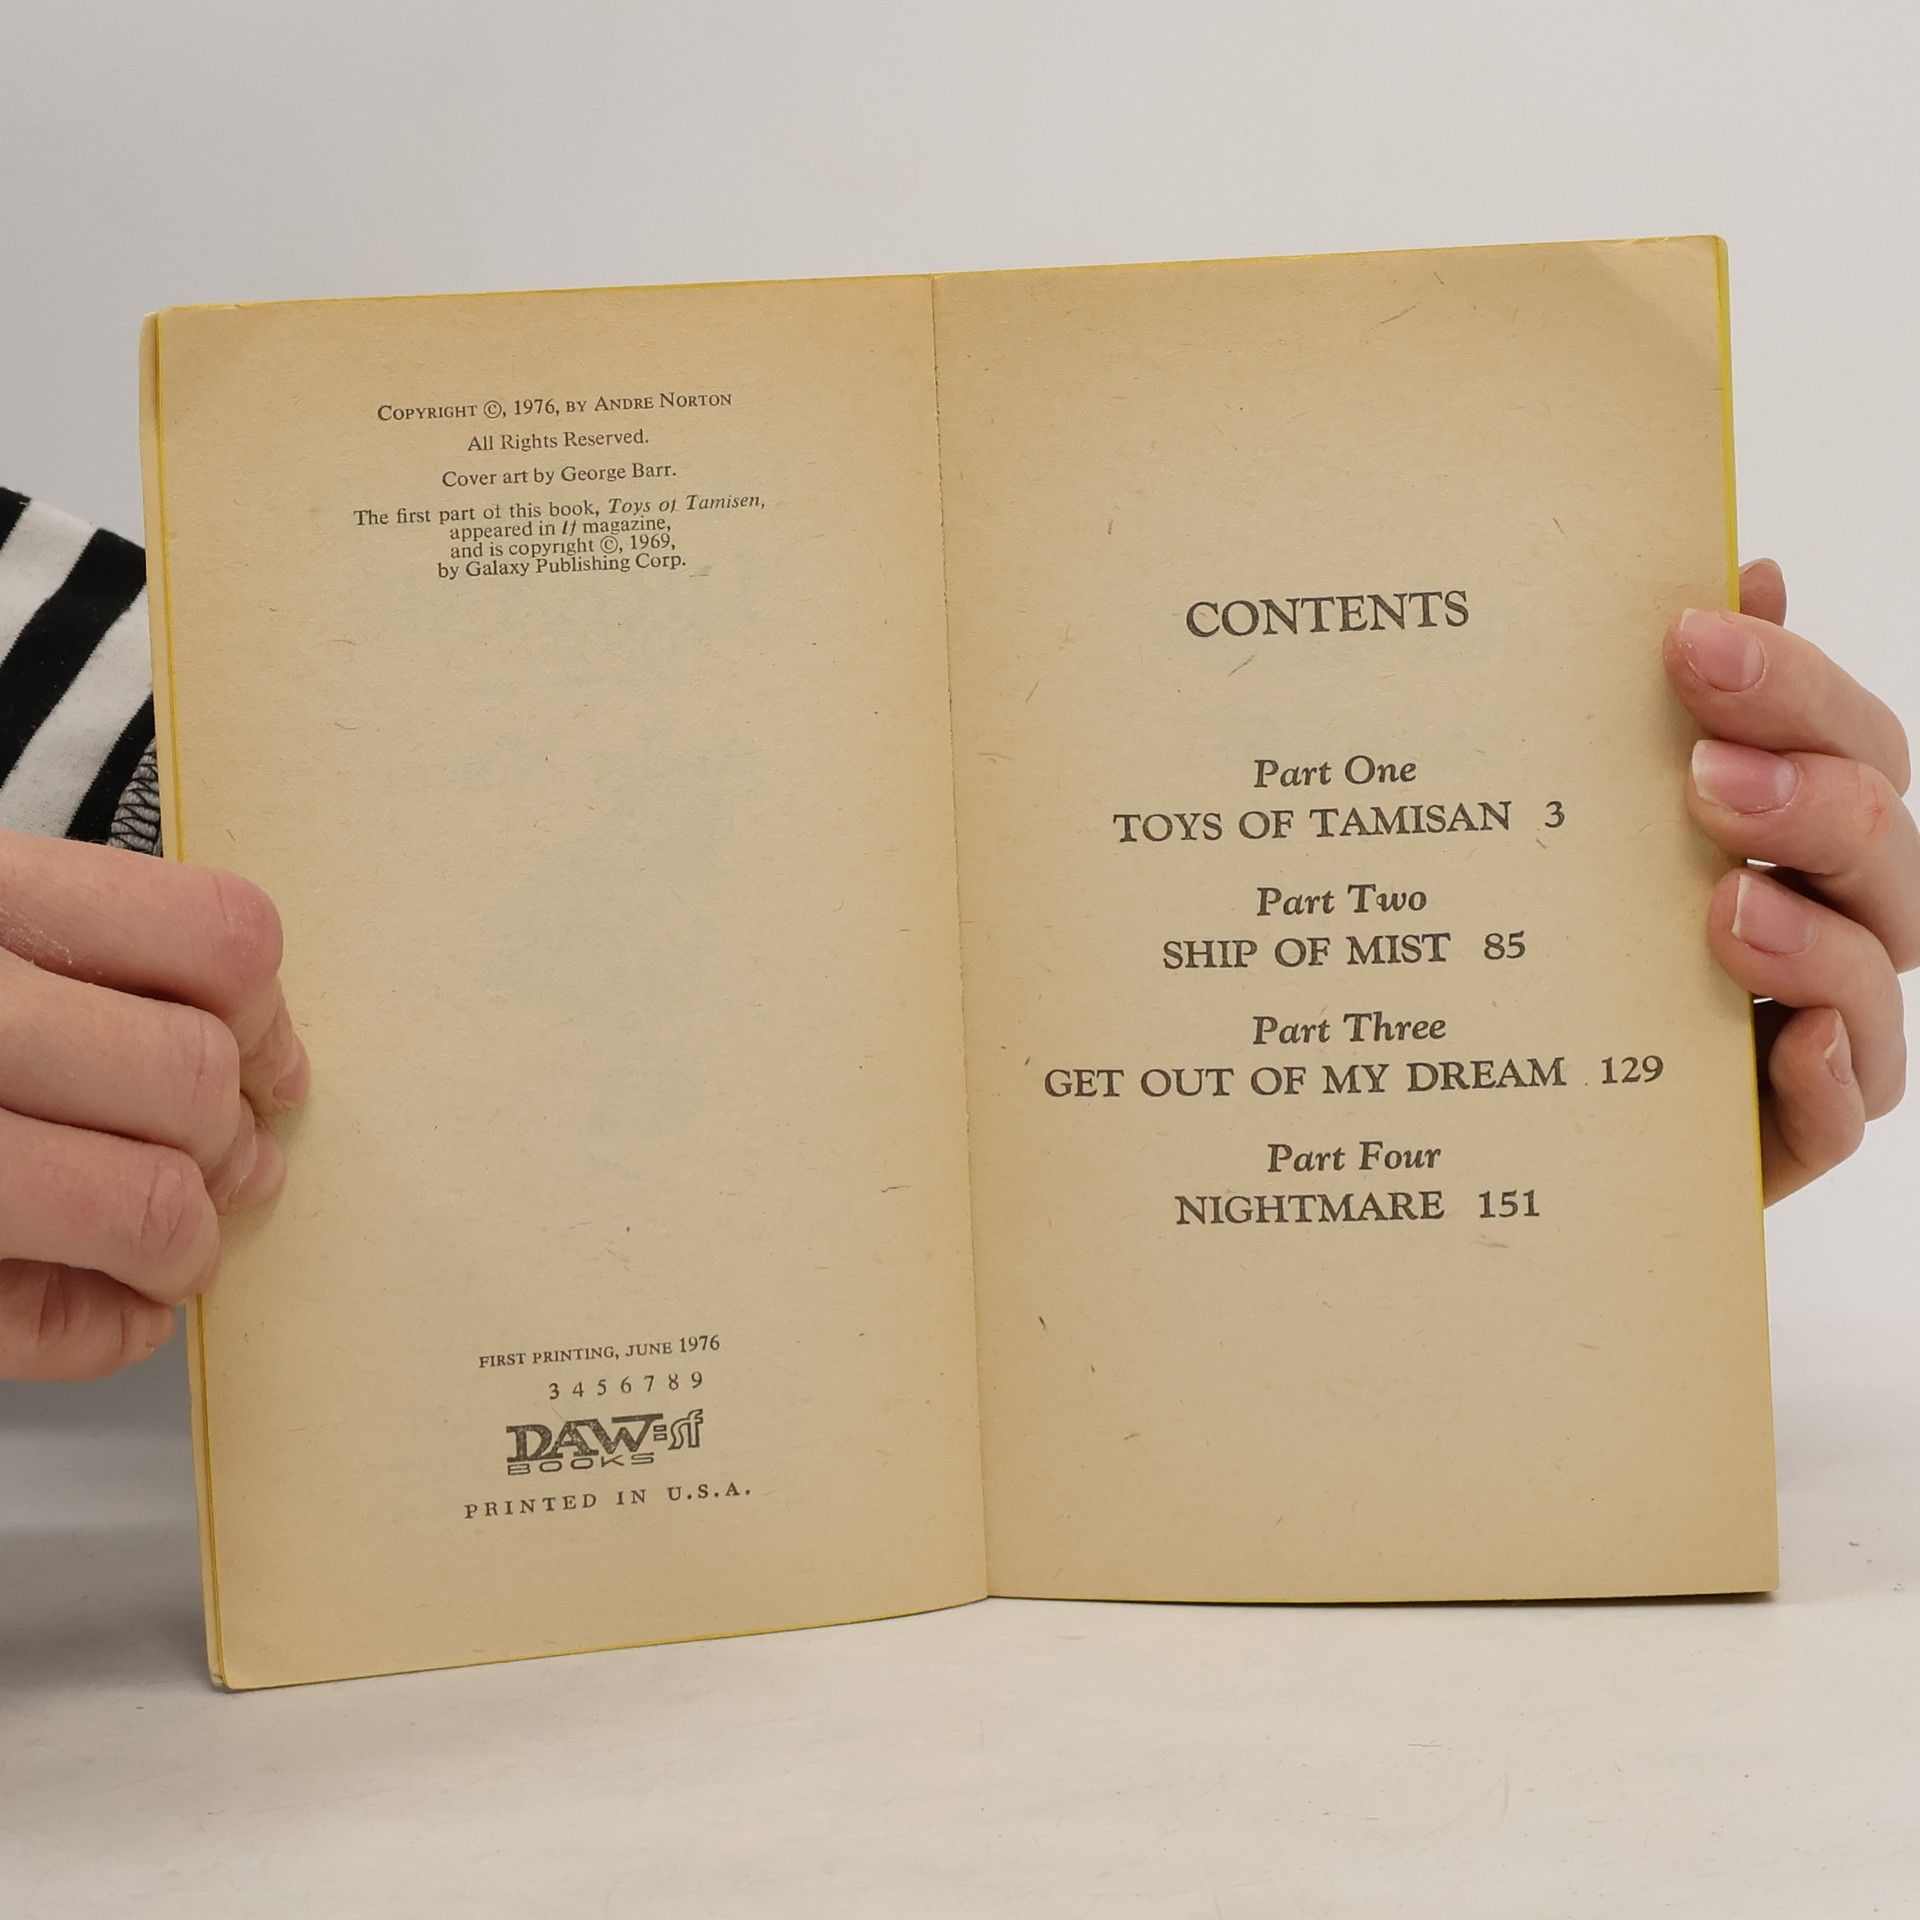 COPYRIGHT ©, 1976, BY ANDRE NORTON
All Rights Reserved.
Cover art by George Barr.
The first part of this book, Toys of Tamisen,
appeared in If magazine,
and is copyright ©, 1969,
by Galaxy Publishing Corp.
FIRST PRINTING, JUNE 1976
3 4 5 6 7 8 9
DAW=sf
BOOKS
PRINTED IN U.S.A.
CONTENTS
Part One
TOYS OF TAMISAN 3
Part Two
SHIP OF MIST 85
Part Three
GET OUT OF MY DREAM 129
Part Four
NIGHTMARE 151